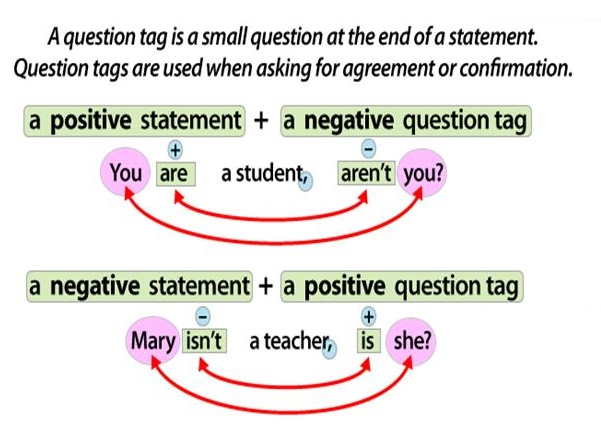 A question tag is a small question at the end of a statement.
Question tags are used when asking for agreement or confirmation.
a positive statement + a negative question tag
+ −
You are a student, aren't you?
a negative statement + a positive question tag
− +
Mary isn't a teacher, is she?